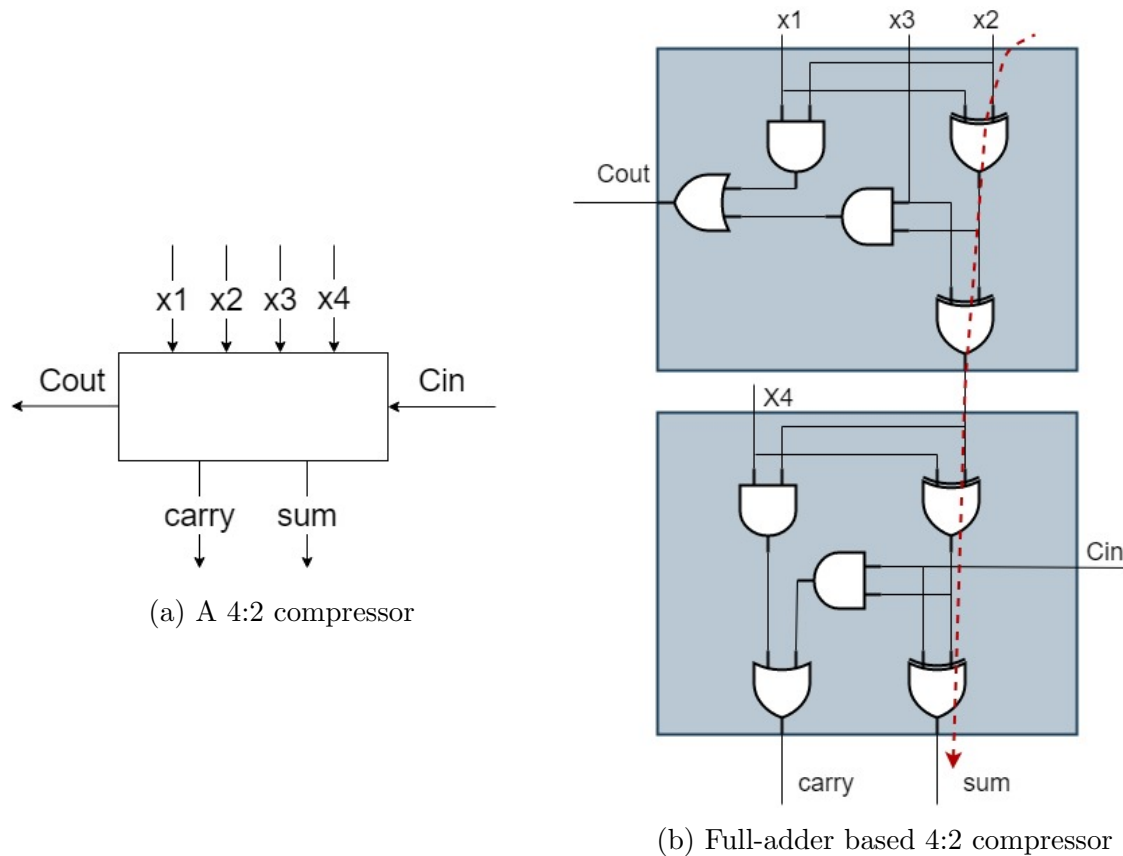 x1 x2 x3 x4
Cout
Cin
carry sum
(a) A 4:2 compressor
x1 x3 x2
Cout
X4
Cin
carry sum
(b) Full-adder based 4:2 compressor